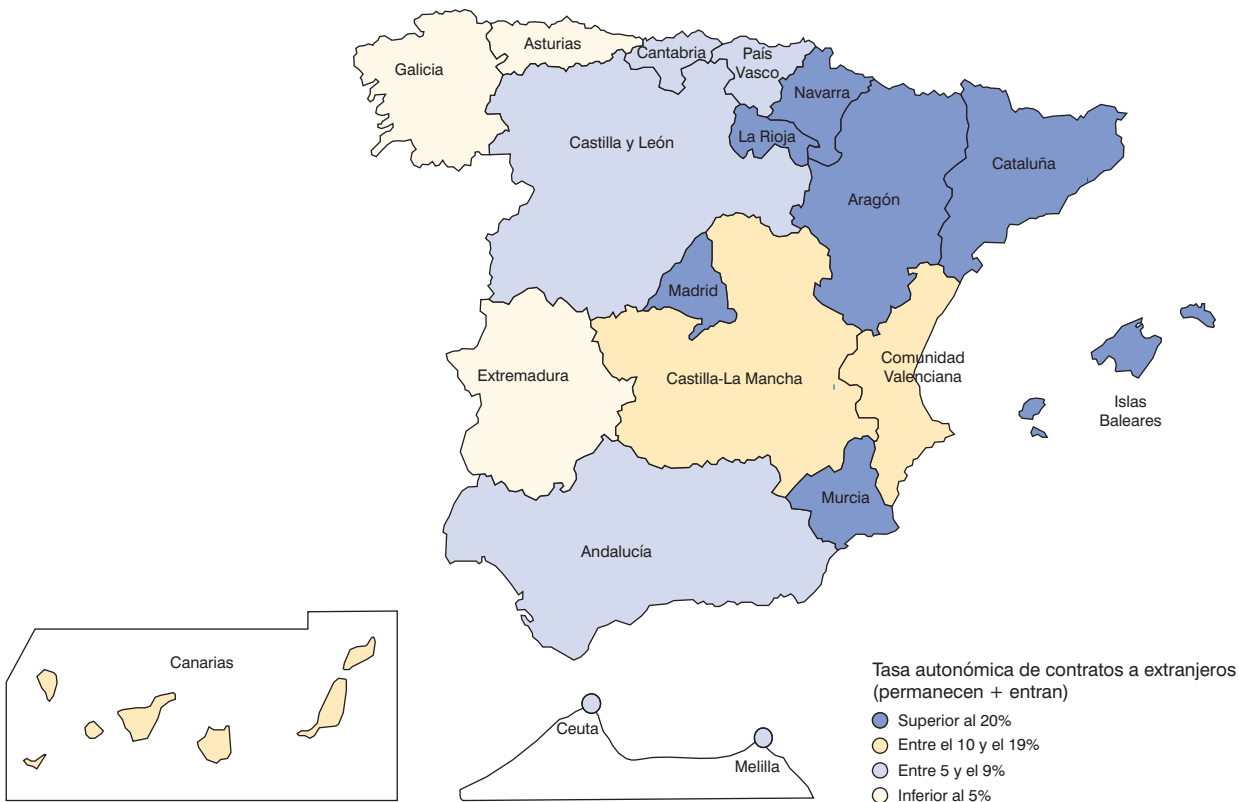 Asturias
Cantabria
País
Vasco
Galicia
Navarra
La Rioja
Castilla y León
Cataluña
Aragón
Madrid
Comunidad
Valenciana
Extremadura
Castilla-La Mancha
Islas
Baleares
Murcia
Andalucía
Canarias
Ceuta
Melilla
Tasa autonómica de contratos a extranjeros
(permanecen + entran)
Superior al 20%
Entre el 10 y el 19%
Entre 5 y el 9%
Inferior al 5%